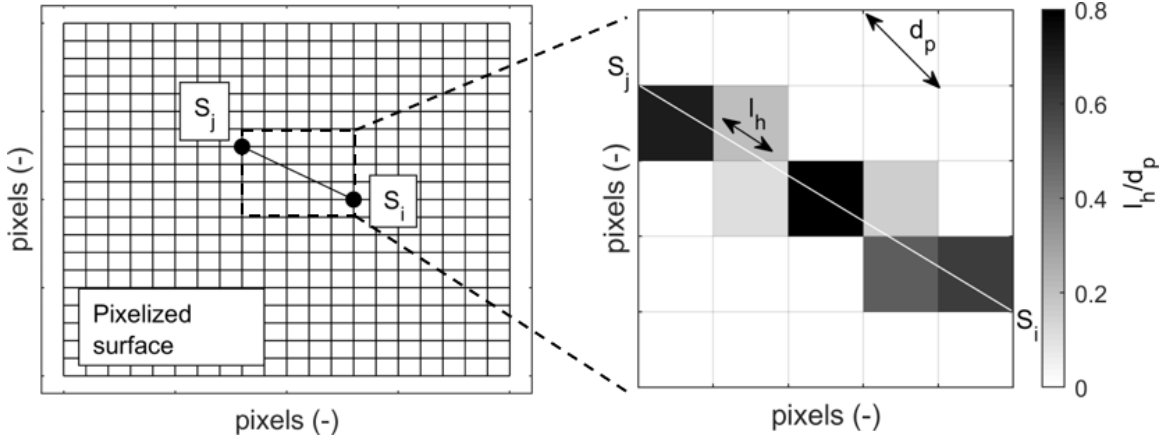 S_j
S_i
Pixelized
surface
pixels (-)
pixels (-)
S_j
d_p
l_h
S_i
pixels (-)
pixels (-)
0.8
0.6
0.4
0.2
0
l_h/d_p